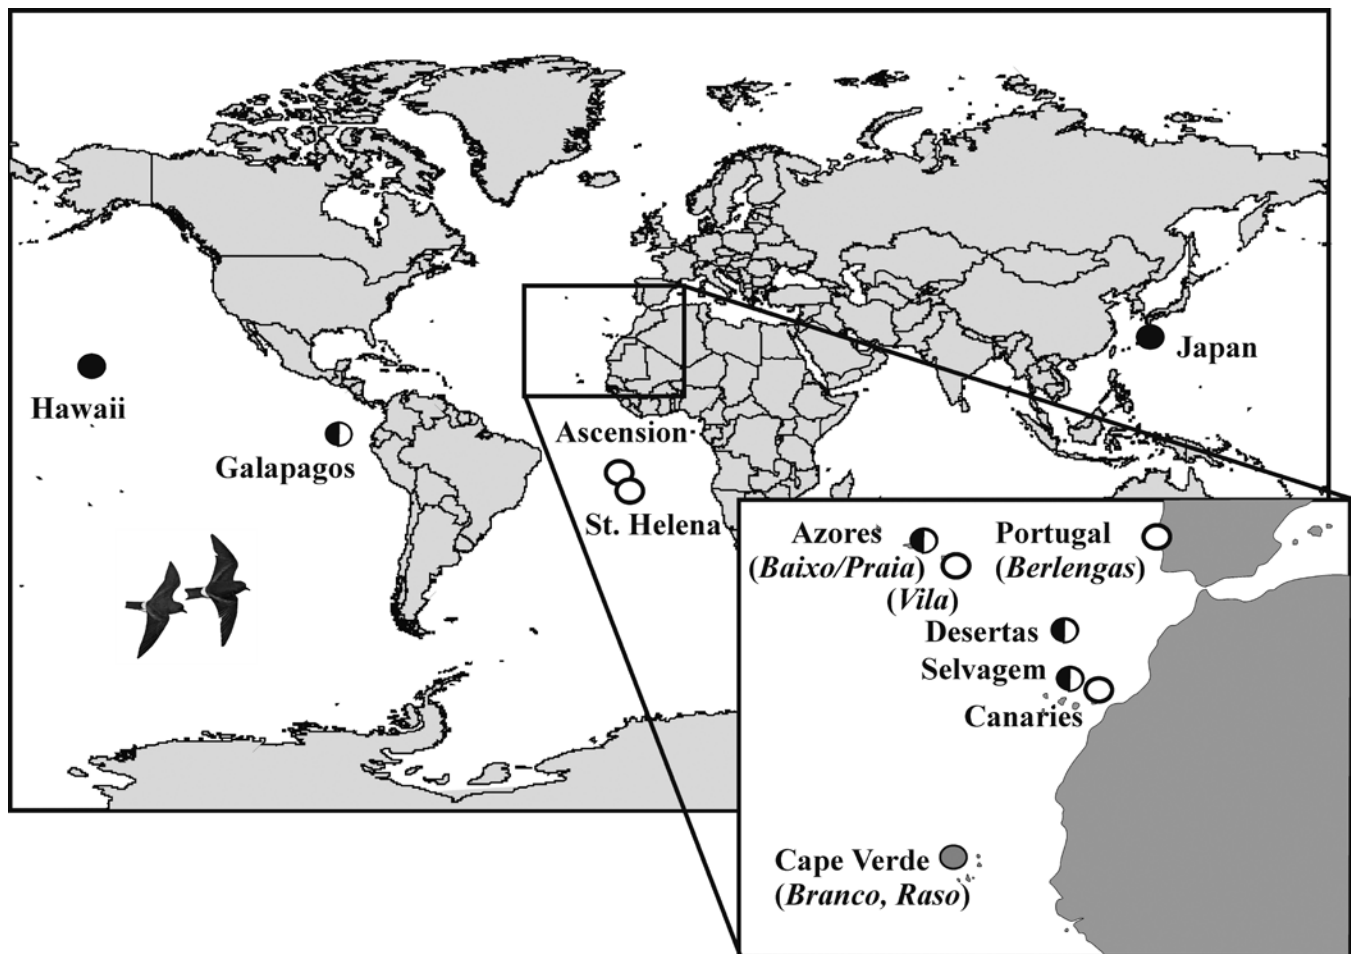 Japan
Hawaii
Ascension
Galapagos
St. Helena
Azores
(Baixo/Praia)
(Vila)
Portugal
(Berlengas)
Desertas
Selvagem
Canaries
Cape Verde
(Branco, Raso)